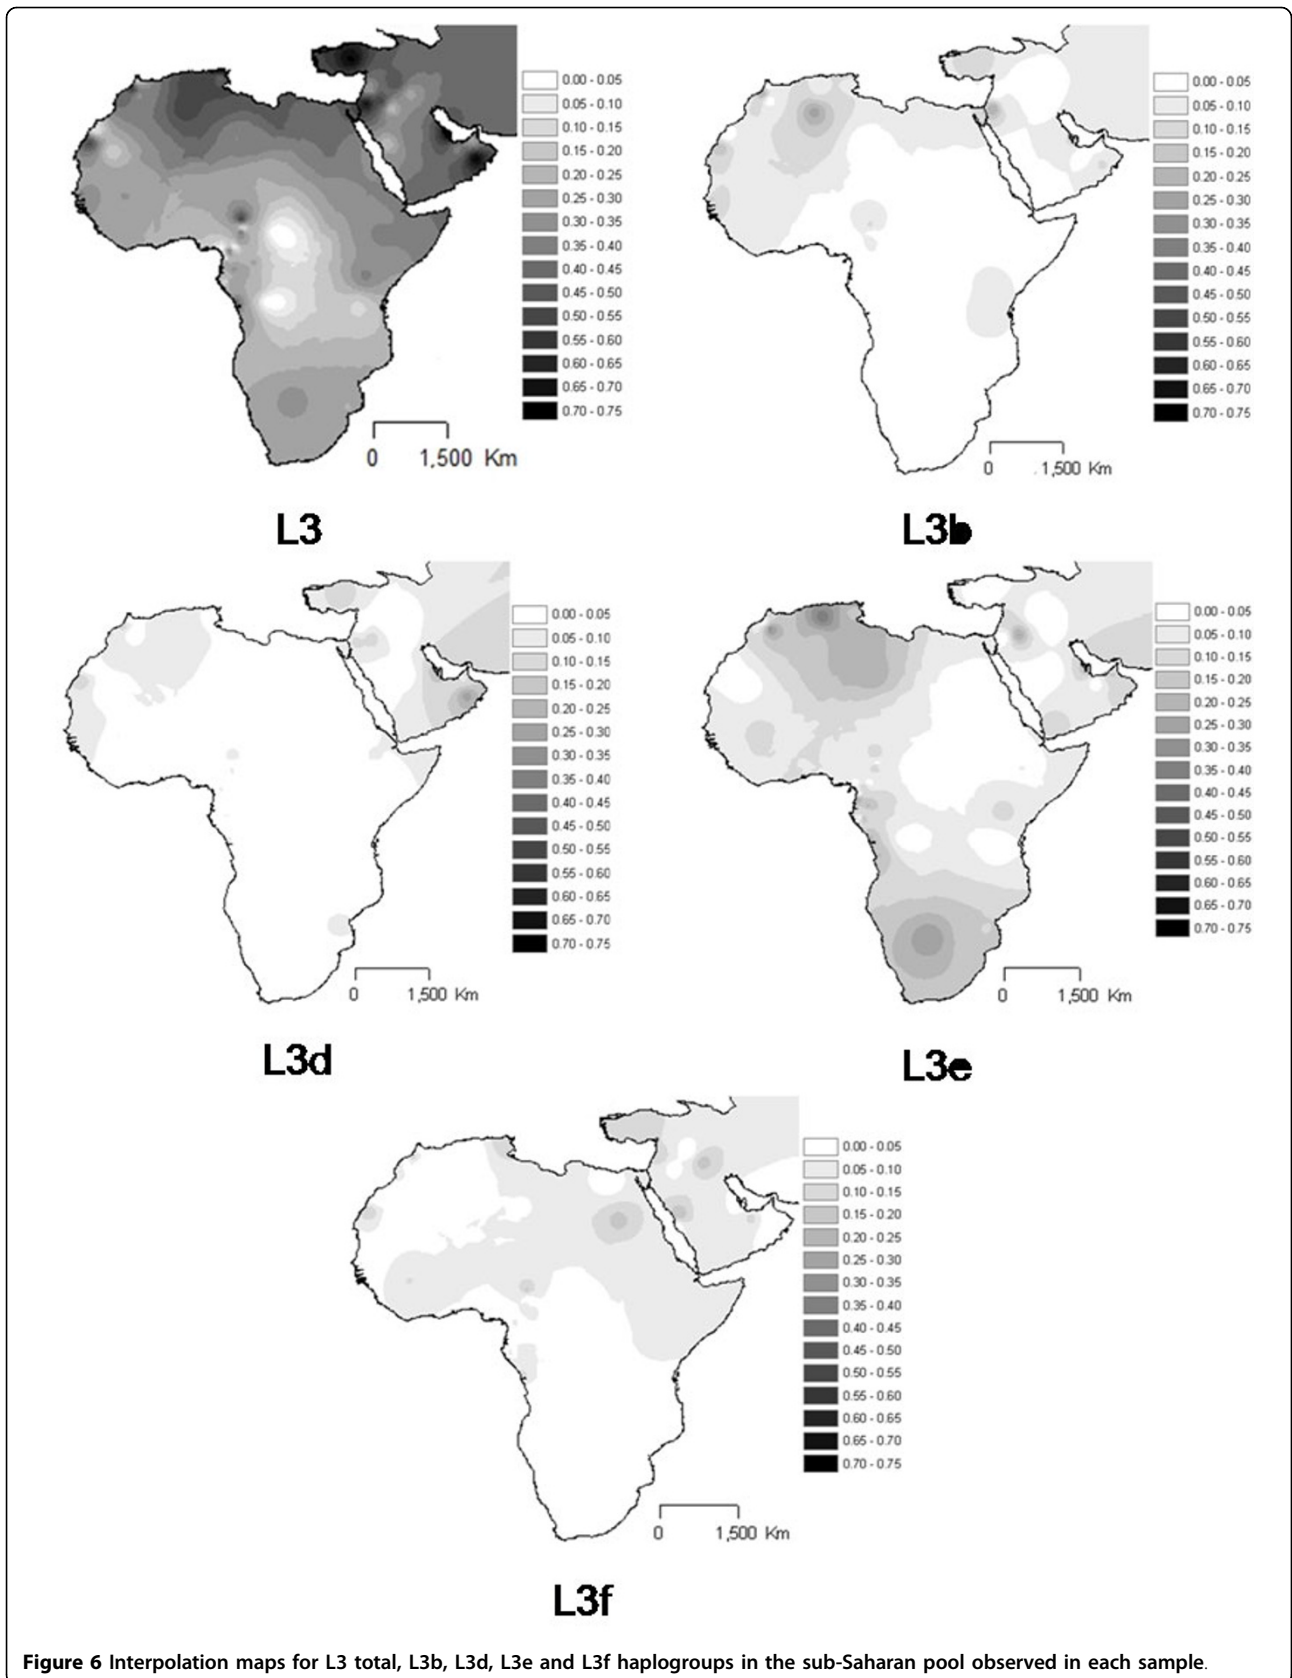 0.00 - 0.05
0.05 - 0.10
0.10 - 0.15
0.15 - 0.20
0.20 - 0.25
0.25 - 0.30
0.30 - 0.35
0.35 - 0.40
0.40 - 0.45
0.45 - 0.50
0.50 - 0.55
0.55 - 0.60
0.60 - 0.65
0.65 - 0.70
0.70 - 0.75
0 1,500 Km
L3
0.00 - 0.05
0.05 - 0.10
0.10 - 0.15
0.15 - 0.20
0.20 - 0.25
0.25 - 0.30
0.30 - 0.35
0.35 - 0.40
0.40 - 0.45
0.45 - 0.50
0.50 - 0.55
0.55 - 0.60
0.60 - 0.65
0.65 - 0.70
0.70 - 0.75
0 1,500 Km
L3b
0.00 - 0.05
0.05 - 0.10
0.10 - 0.15
0.15 - 0.20
0.20 - 0.25
0.25 - 0.30
0.30 - 0.35
0.35 - 0.40
0.40 - 0.45
0.45 - 0.50
0.50 - 0.55
0.55 - 0.60
0.60 - 0.65
0.65 - 0.70
0.70 - 0.75
0 1,500 Km
L3d
0.00 - 0.05
0.05 - 0.10
0.10 - 0.15
0.15 - 0.20
0.20 - 0.25
0.25 - 0.30
0.30 - 0.35
0.35 - 0.40
0.40 - 0.45
0.45 - 0.50
0.50 - 0.55
0.55 - 0.60
0.60 - 0.65
0.65 - 0.70
0.70 - 0.75
0 1,500 Km
L3e
0.00 - 0.05
0.05 - 0.10
0.10 - 0.15
0.15 - 0.20
0.20 - 0.25
0.25 - 0.30
0.30 - 0.35
0.35 - 0.40
0.40 - 0.45
0.45 - 0.50
0.50 - 0.55
0.55 - 0.60
0.60 - 0.65
0.65 - 0.70
0.70 - 0.75
0 1,500 Km
L3f
Figure 6 Interpolation maps for L3 total, L3b, L3d, L3e and L3f haplogroups in the sub-Saharan pool observed in each sample.